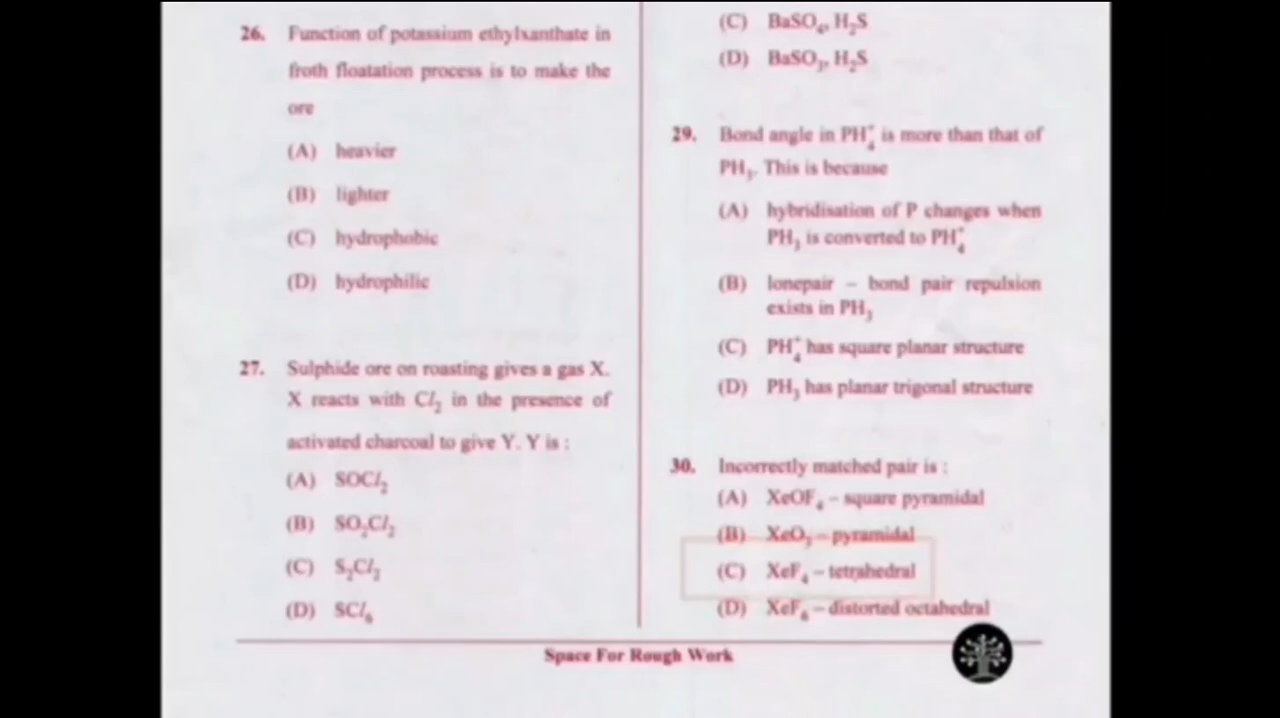 26. Function of potassium ethylxanthate in
froth floatation process is to make the
ore
(A) heavier
(B) lighter
(C) hydrophobic
(D) hydrophilic
27. Sulphide ore on roasting gives a gas X.
X reacts with Cl₂ in the presence of
activated charcoal to give Y. Y is :
(A) SOCl₂
(B) SO₂Cl₂
(C) S₂Cl₂
(D) SCl₆
(C) BaSO₄, H₂S
(D) BaSO₃, H₂S
29. Bond angle in PH₄⁺ is more than that of
PH₃. This is because
(A) hybridisation of P changes when
PH₃ is converted to PH₄⁺
(B) lonepair – bond pair repulsion
exists in PH₃
(C) PH₄⁺ has square planar structure
(D) PH₃ has planar trigonal structure
30. Incorrectly matched pair is :
(A) XeOF₄ – square pyramidal
(B) XeO₃ – pyramidal
(C) XeF₄ – tetrahedral
(D) XeF₆ – distorted octahedral
Space For Rough Work